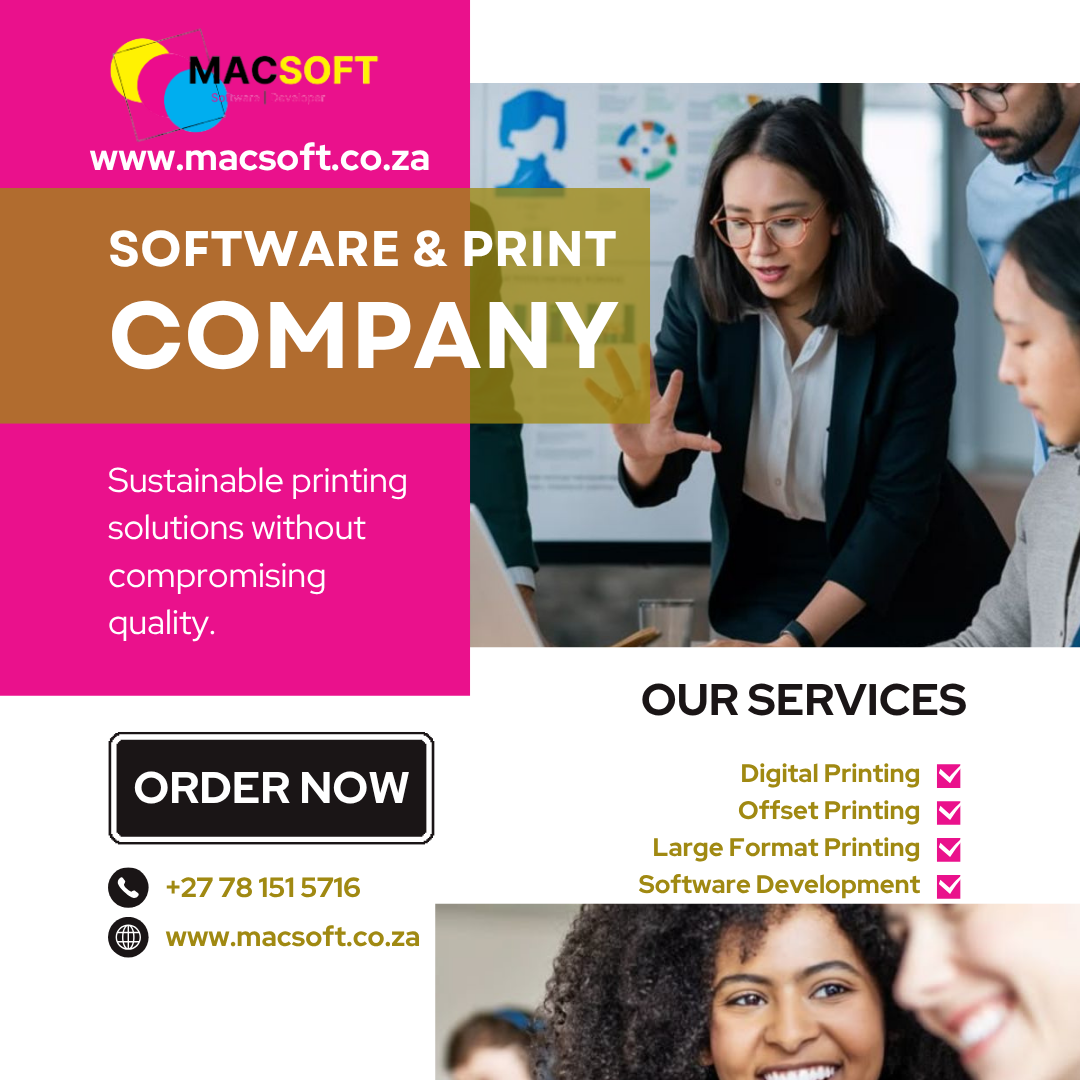 MACSOFT
Software | Developer
www.macsoft.co.za
SOFTWARE & PRINT
COMPANY
Sustainable printing
solutions without
compromising
quality.
OUR SERVICES
Digital Printing
Offset Printing
Large Format Printing
Software Development
ORDER NOW
+27 78 151 5716
www.macsoft.co.za